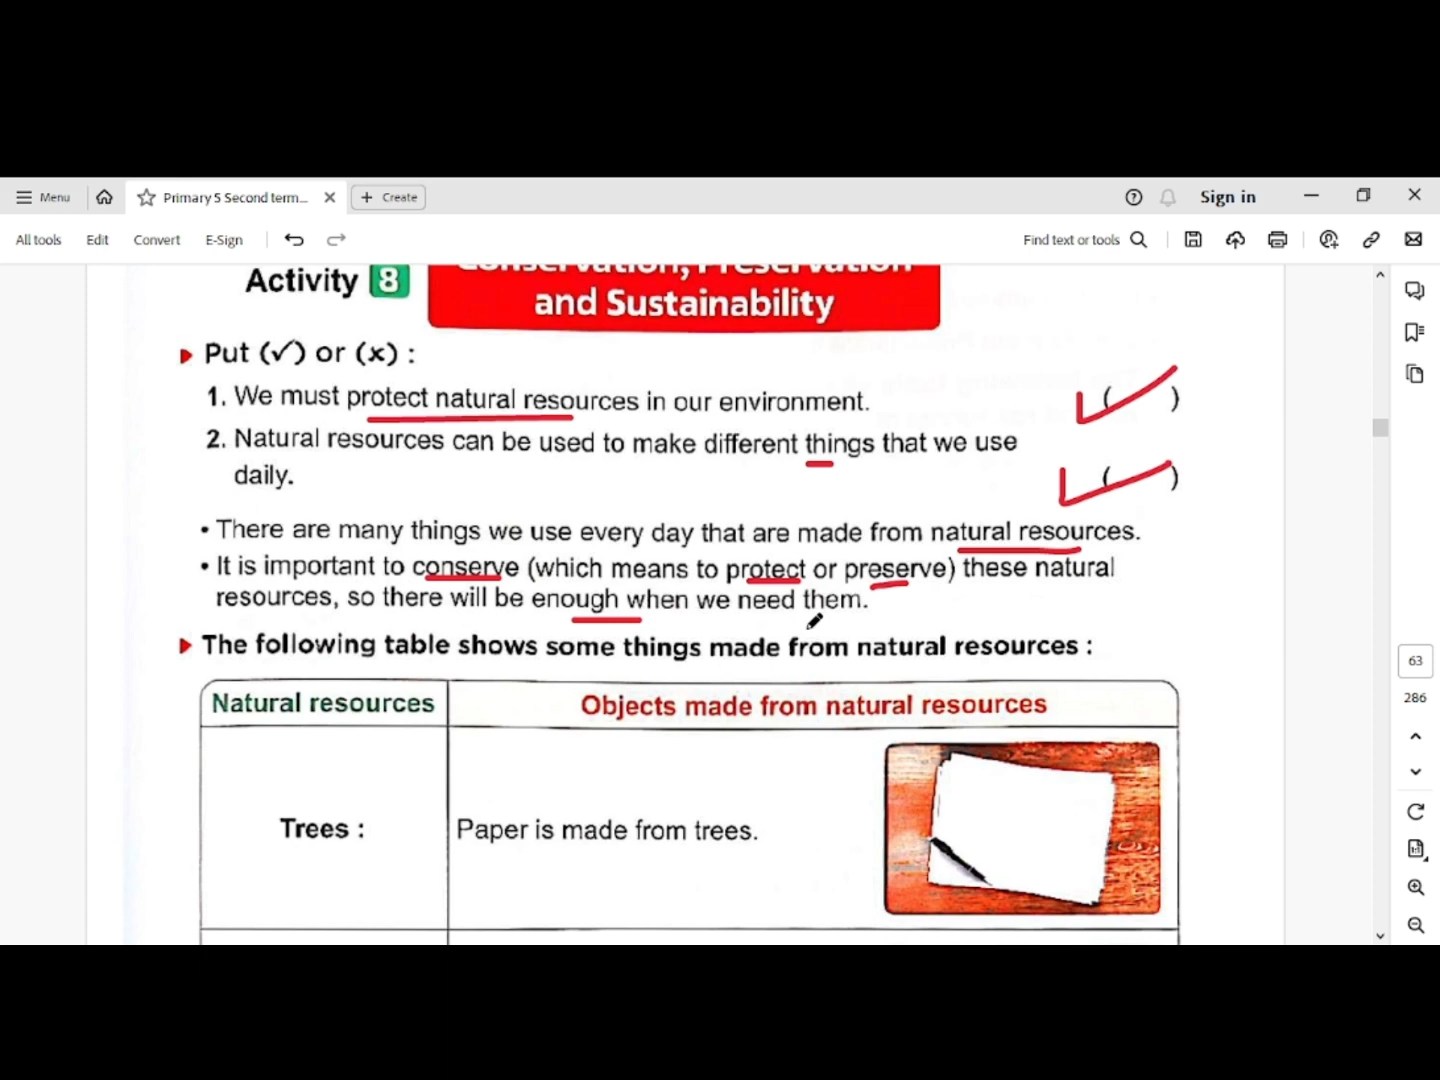 Menu
Primary 5 Second term...
Create
Sign in
All tools
Edit
Convert
E-Sign
Find text or tools
Activity 8
Conservation, Preservation
and Sustainability
Put (✓) or (x) :
1. We must protect natural resources in our environment. ( )
2. Natural resources can be used to make different things that we use
daily. ( )
• There are many things we use every day that are made from natural resources.
• It is important to conserve (which means to protect or preserve) these natural
resources, so there will be enough when we need them.
The following table shows some things made from natural resources :
Natural resources
Objects made from natural resources
Trees :
Paper is made from trees.
63
286